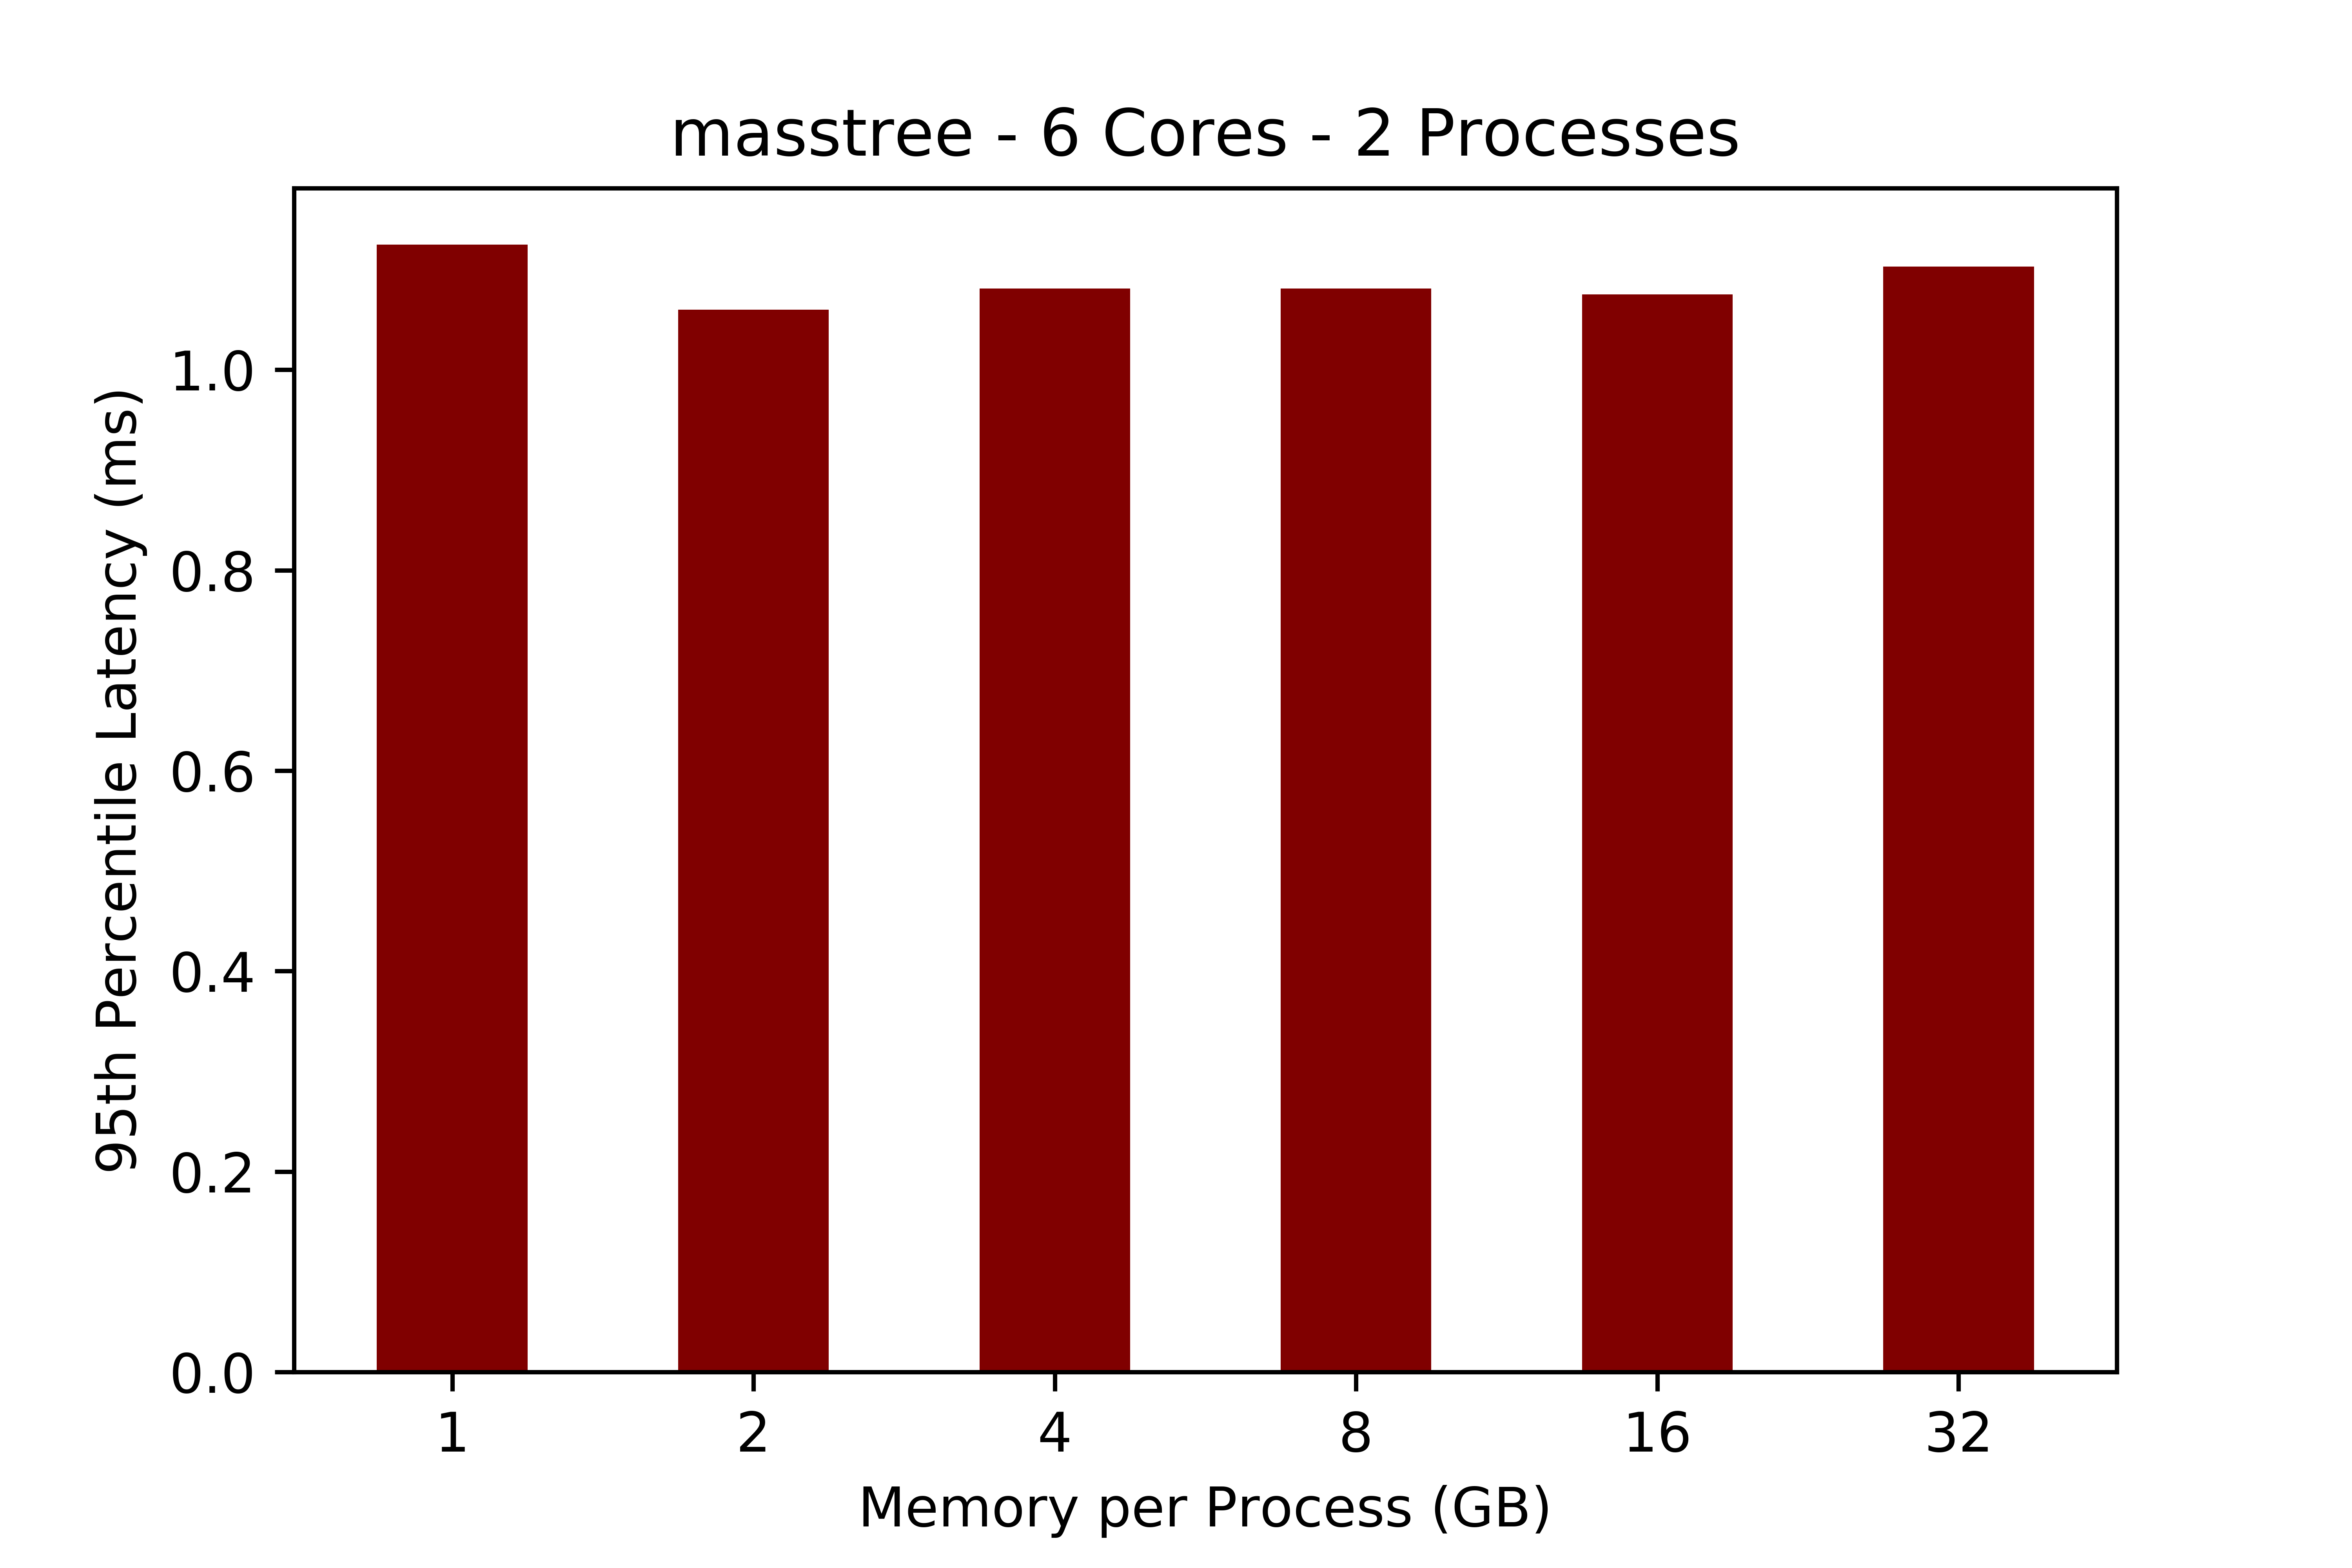 masstree - 6 Cores - 2 Processes
95th Percentile Latency (ms)
1.0
0.8
0.6
0.4
0.2
0.0
1 2 4 8 16 32
Memory per Process (GB)